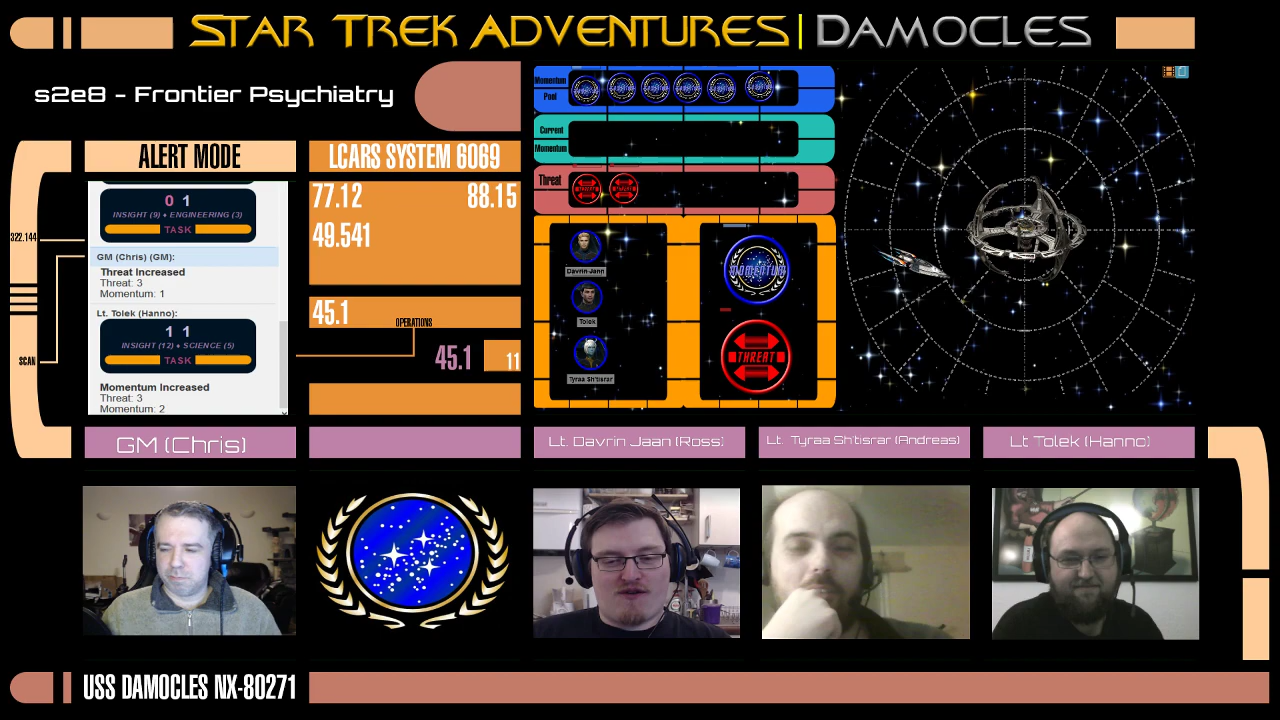 STAR TREK ADVENTURES | DAMOCLES
s2e8 - Frontier Psychiatry
ALERT MODE
LCARS SYSTEM 6069
0 1
INSIGHT (9) ♦ ENGINEERING (3)
TASK
GM (Chris) (GM):
Threat Increased
Threat: 3
Momentum: 1
Lt. Tolek (Hanno):
1 1
INSIGHT (12) ♦ SCIENCE (5)
TASK
Momentum Increased
Threat: 3
Momentum: 2
322.144
SCAN
77.12
88.15
49.541
45.1
OPERATIONS
45.1
11
Momentum
Pool
Current
Momentum
Threat
THREAT
THREAT
Davrin Jann
Tolek
Tyraa Sh'tisrar
MOMENTUM
THREAT
GM (Chris)
Lt. Davrin Jaan (Ross)
Lt. Tyraa Sh'tisrar (Andreas)
Lt Tolek (Hanno)
USS DAMOCLES NX-80271